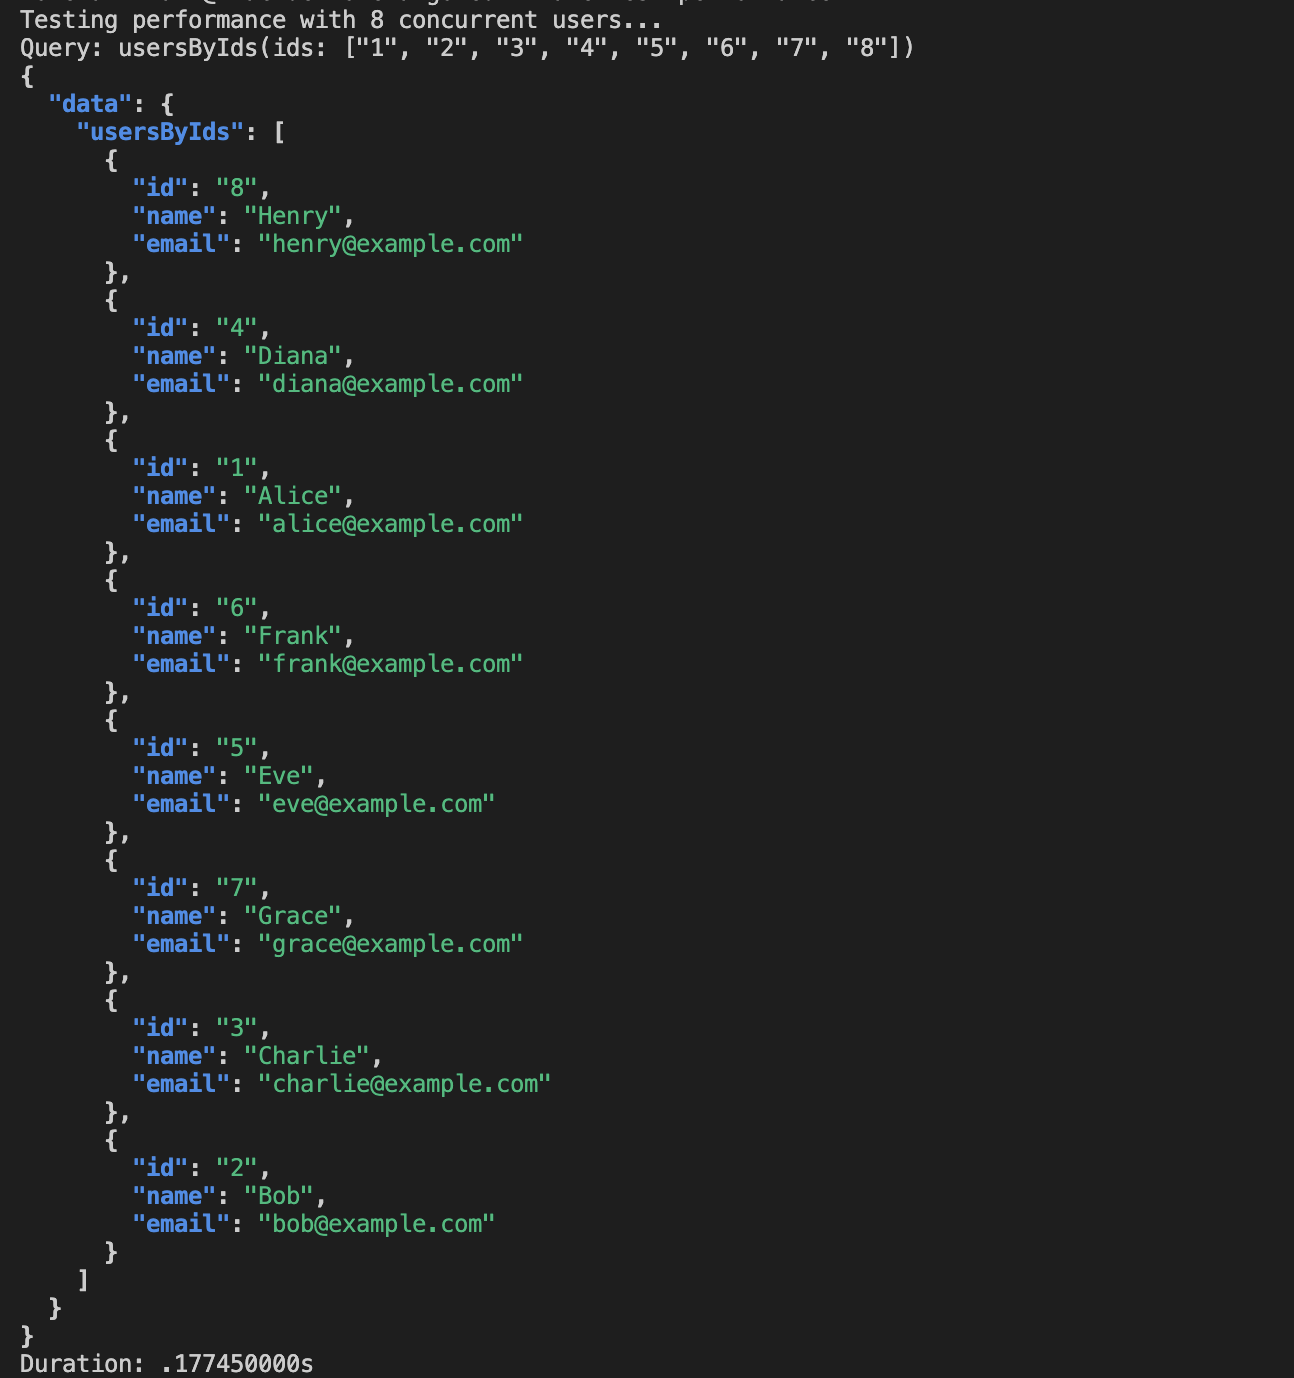 Testing performance with 8 concurrent users...
Query: usersByIds(ids: ["1", "2", "3", "4", "5", "6", "7", "8"])
{
  "data": {
    "usersByIds": [
      {
        "id": "8",
        "name": "Henry",
        "email": "henry@example.com"
      },
      {
        "id": "4",
        "name": "Diana",
        "email": "diana@example.com"
      },
      {
        "id": "1",
        "name": "Alice",
        "email": "alice@example.com"
      },
      {
        "id": "6",
        "name": "Frank",
        "email": "frank@example.com"
      },
      {
        "id": "5",
        "name": "Eve",
        "email": "eve@example.com"
      },
      {
        "id": "7",
        "name": "Grace",
        "email": "grace@example.com"
      },
      {
        "id": "3",
        "name": "Charlie",
        "email": "charlie@example.com"
      },
      {
        "id": "2",
        "name": "Bob",
        "email": "bob@example.com"
      }
    ]
  }
}
Duration: .177450000s